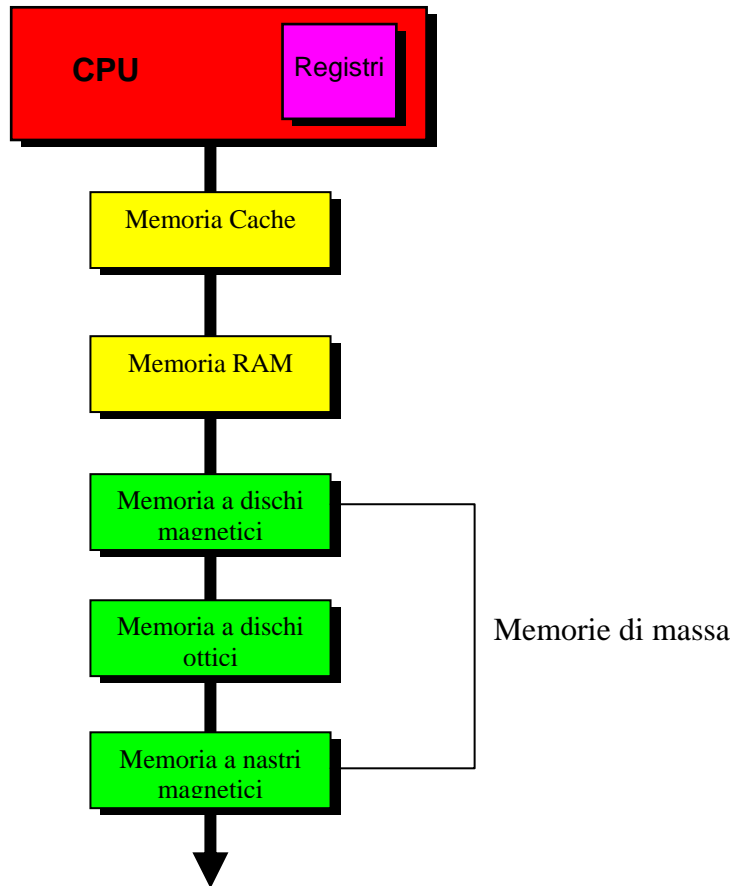 CPU
Registri
Memoria Cache
Memoria RAM
Memoria a dischi
magnetici
Memoria a dischi
ottici
Memorie di massa
Memoria a nastri
magnetici